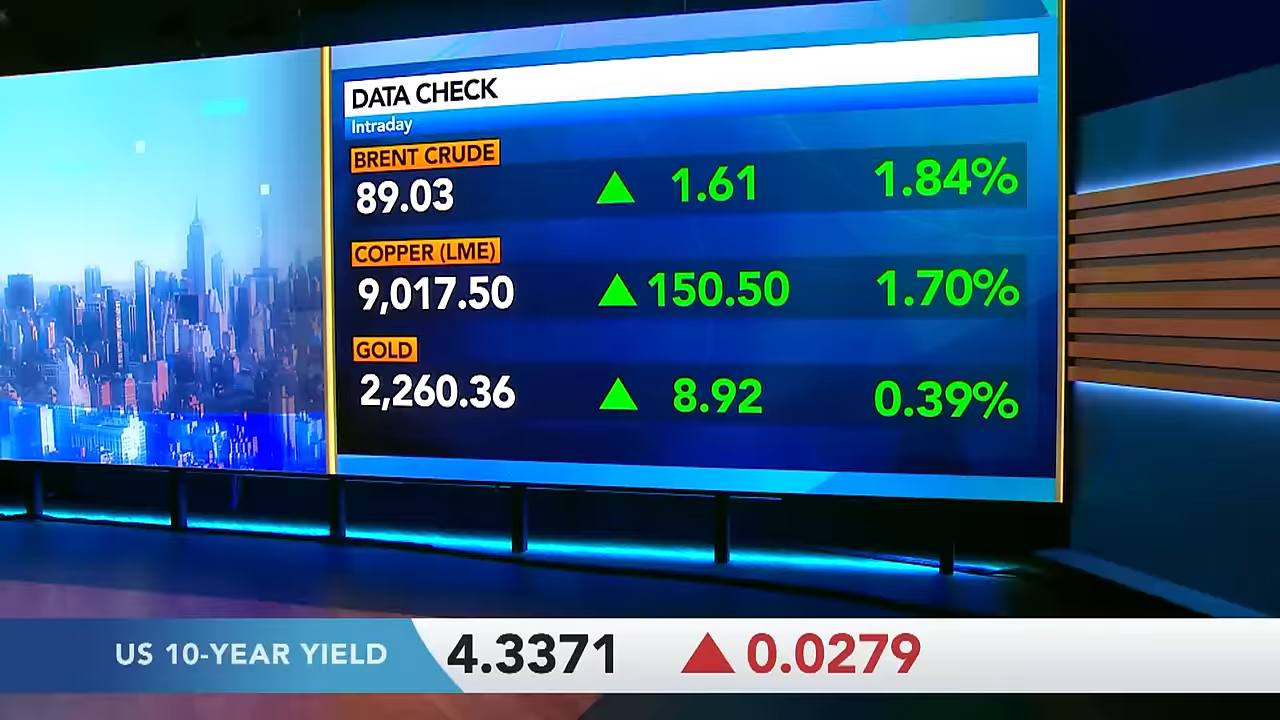 DATA CHECK
Intraday
BRENT CRUDE
89.03 ▲ 1.61 1.84%
COPPER (LME)
9,017.50 ▲ 150.50 1.70%
GOLD
2,260.36 ▲ 8.92 0.39%
US 10-YEAR YIELD 4.3371 ▲ 0.0279